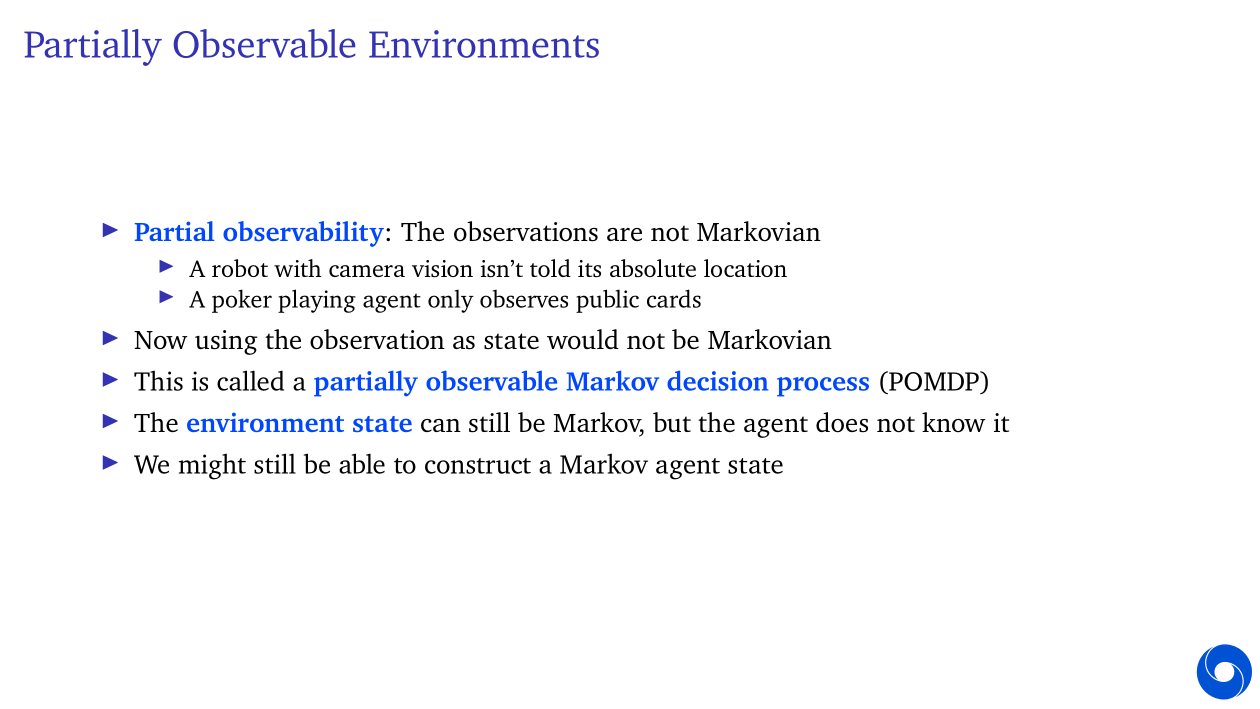 Partially Observable Environments
Partial observability: The observations are not Markovian
A robot with camera vision isn’t told its absolute location
A poker playing agent only observes public cards
Now using the observation as state would not be Markovian
This is called a partially observable Markov decision process (POMDP)
The environment state can still be Markov, but the agent does not know it
We might still be able to construct a Markov agent state